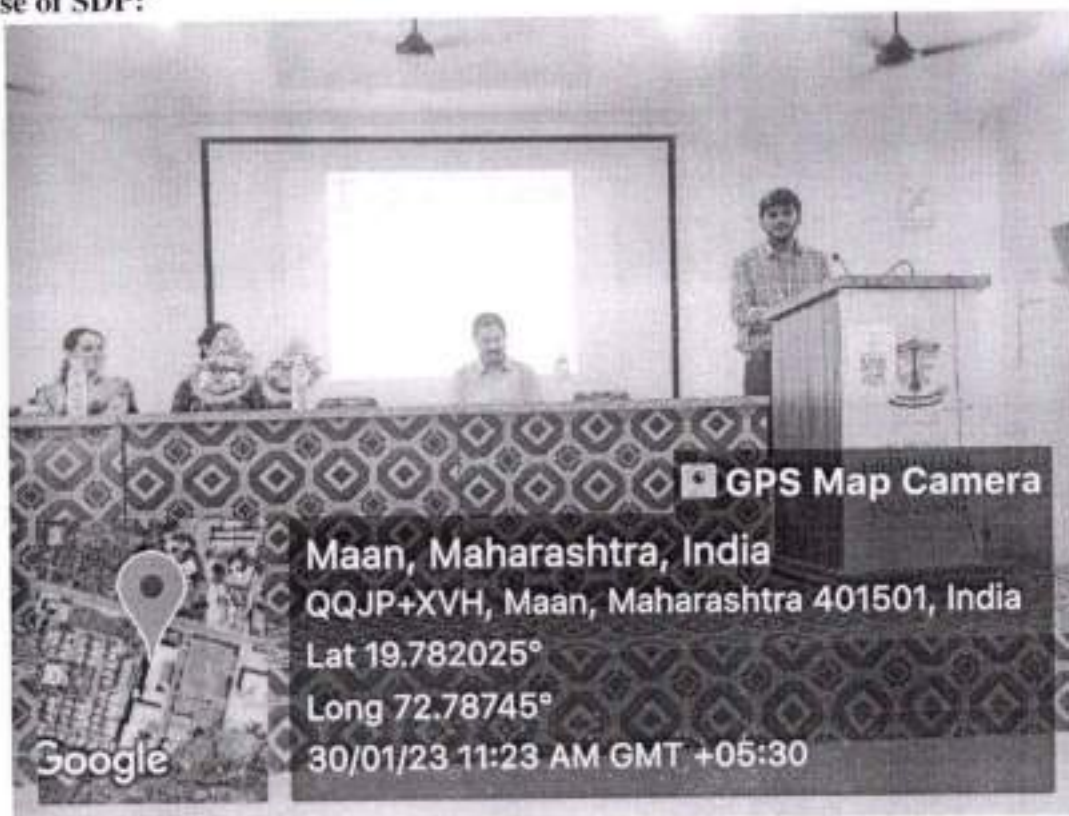 se of SDP:
GPS Map Camera
Maan, Maharashtra, India
QQJP+XVH, Maan, Maharashtra 401501, India
Lat 19.782025°
Long 72.78745°
30/01/23 11:23 AM GMT +05:30
Google